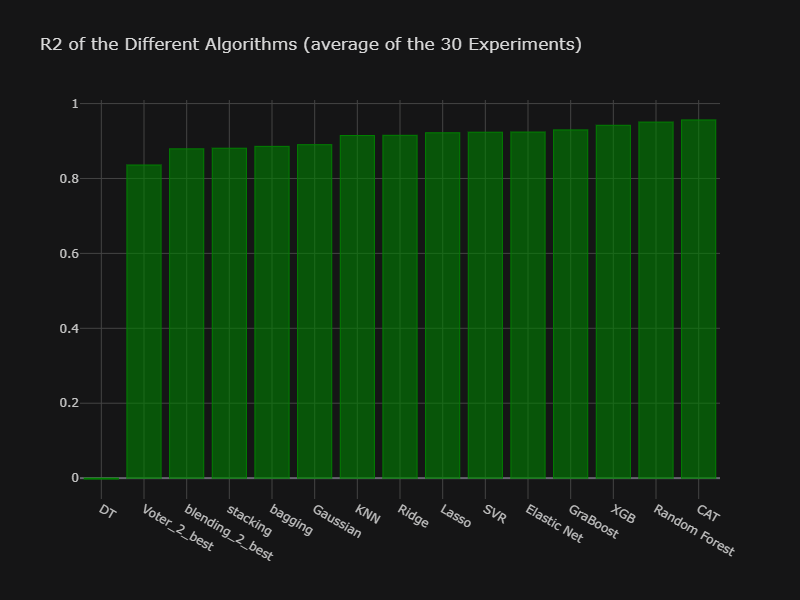 R2 of the Different Algorithms (average of the 30 Experiments)
1
0.8
0.6
0.4
0.2
0
DT
Voter_2_best
blending_2_best
stacking
bagging
Gaussian
KNN
Ridge
Lasso
SVR
Elastic Net
GraBoost
XGB
Random Forest
CAT